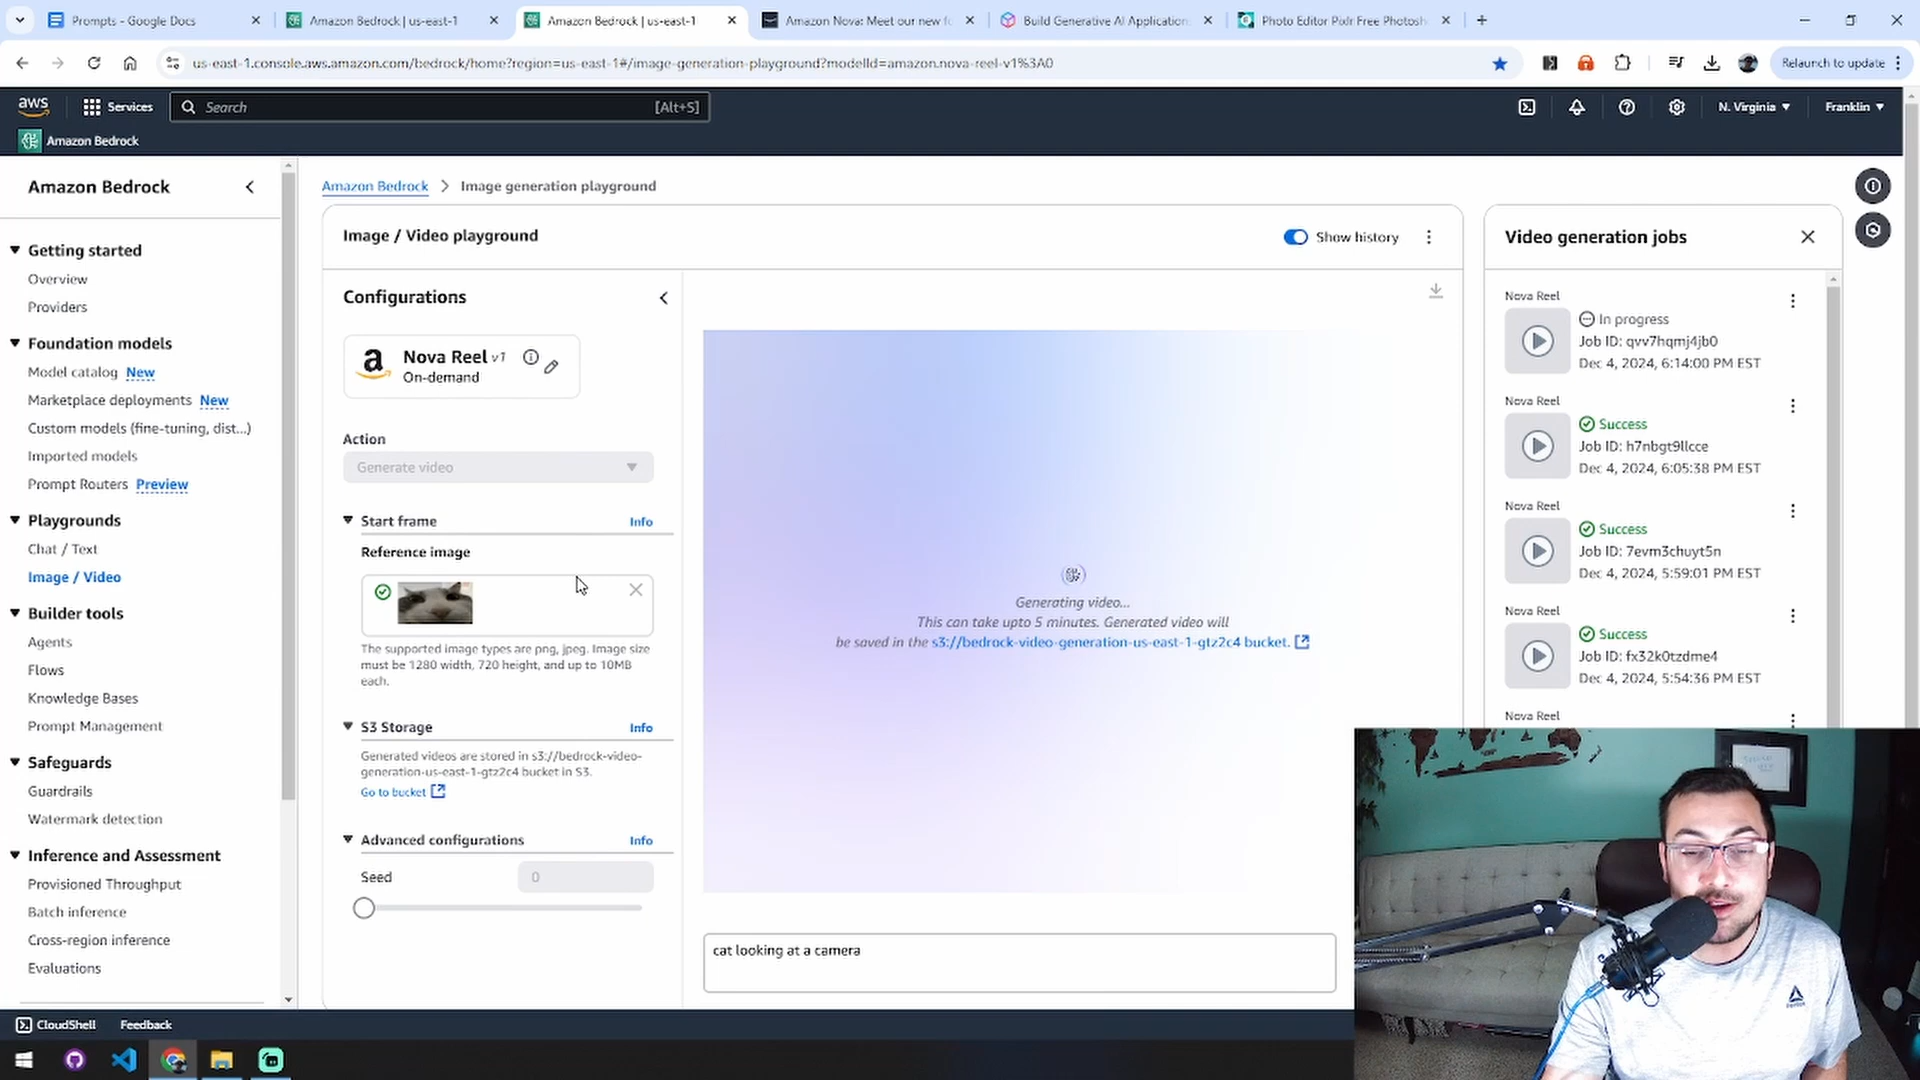 Prompts - Google Docs
Amazon Bedrock | us-east-1
Amazon Bedrock | us-east-1
Amazon Nova: Meet our new fo
Build Generative AI Application
Photo Editor Pixlr Free Photosh
us-east-1.console.aws.amazon.com/bedrock/home?region=us-east-1#/image-generation-playground?modelId=amazon.nova-reel-v1%3A0
Relaunch to update
aws
Services
Search
[Alt+S]
N. Virginia
Franklin
Amazon Bedrock
Amazon Bedrock
Getting started
Overview
Providers
Foundation models
Model catalog New
Marketplace deployments New
Custom models (fine-tuning, dist...)
Imported models
Prompt Routers Preview
Playgrounds
Chat / Text
Image / Video
Builder tools
Agents
Flows
Knowledge Bases
Prompt Management
Safeguards
Guardrails
Watermark detection
Inference and Assessment
Provisioned Throughput
Batch inference
Cross-region inference
Evaluations
Amazon Bedrock > Image generation playground
Image / Video playground
Show history
Configurations
Nova Reel v1
On-demand
Action
Generate video
Start frame
Info
Reference image
The supported image types are png, jpeg. Image size
must be 1280 width, 720 height, and up to 10MB
each.
S3 Storage
Info
Generated videos are stored in s3://bedrock-video-
generation-us-east-1-gtz2c4 bucket in S3.
Go to bucket
Advanced configurations
Info
Seed
0
Generating video...
This can take upto 5 minutes. Generated video will
be saved in the s3://bedrock-video-generation-us-east-1-gtz2c4 bucket.
cat looking at a camera
Video generation jobs
Nova Reel
In progress
Job ID: qvv7hqmj4jb0
Dec 4, 2024, 6:14:00 PM EST
Nova Reel
Success
Job ID: h7nbgt9llcce
Dec 4, 2024, 6:05:38 PM EST
Nova Reel
Success
Job ID: 7evm3chuyt5n
Dec 4, 2024, 5:59:01 PM EST
Nova Reel
Success
Job ID: fx32k0tzdme4
Dec 4, 2024, 5:54:36 PM EST
Nova Reel
CloudShell
Feedback